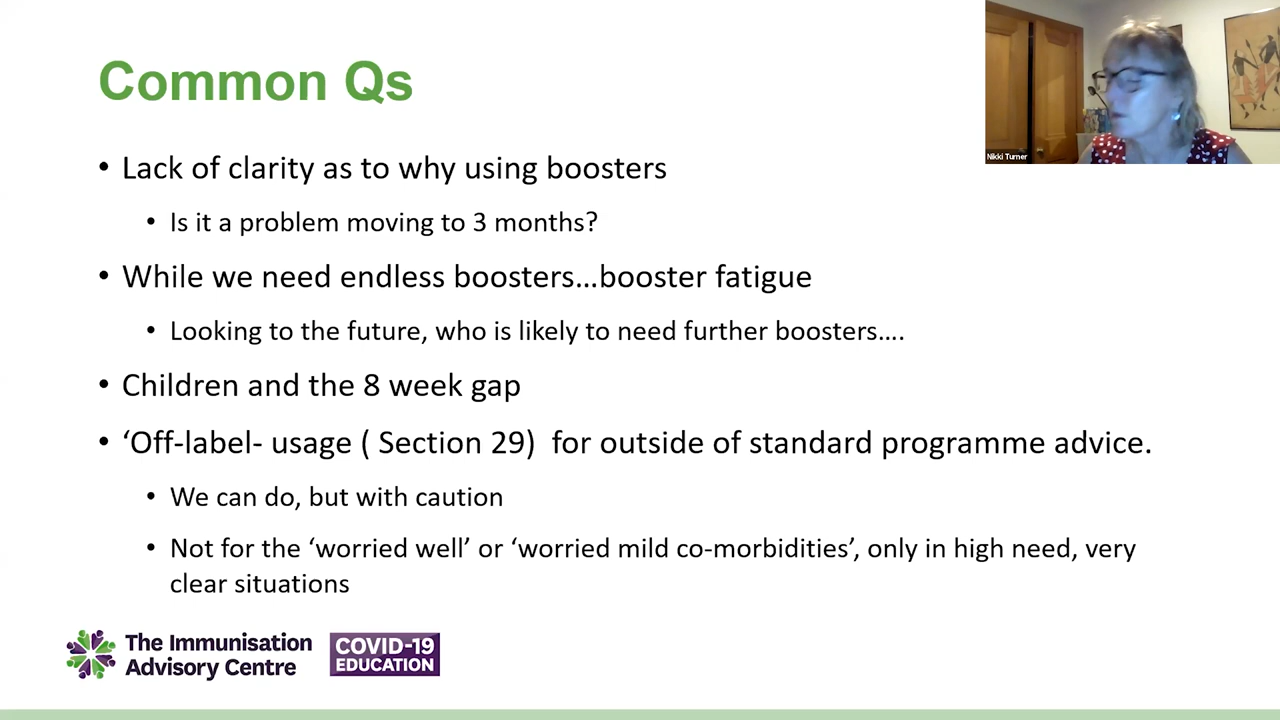 Common Qs
Nikki Turner
• Lack of clarity as to why using boosters
• Is it a problem moving to 3 months?
• While we need endless boosters…booster fatigue
• Looking to the future, who is likely to need further boosters….
• Children and the 8 week gap
• ‘Off-label- usage ( Section 29)  for outside of standard programme advice.
• We can do, but with caution
• Not for the ‘worried well’ or ‘worried mild co-morbidities’, only in high need, very
clear situations
The Immunisation
Advisory Centre
COVID-19
EDUCATION